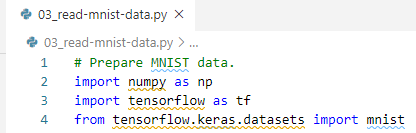 03_read-mnist-data.py ×
03_read-mnist-data.py > ...
1 # Prepare MNIST data.
2 import numpy as np
3 import tensorflow as tf
4 from tensorflow.keras.datasets import mnist